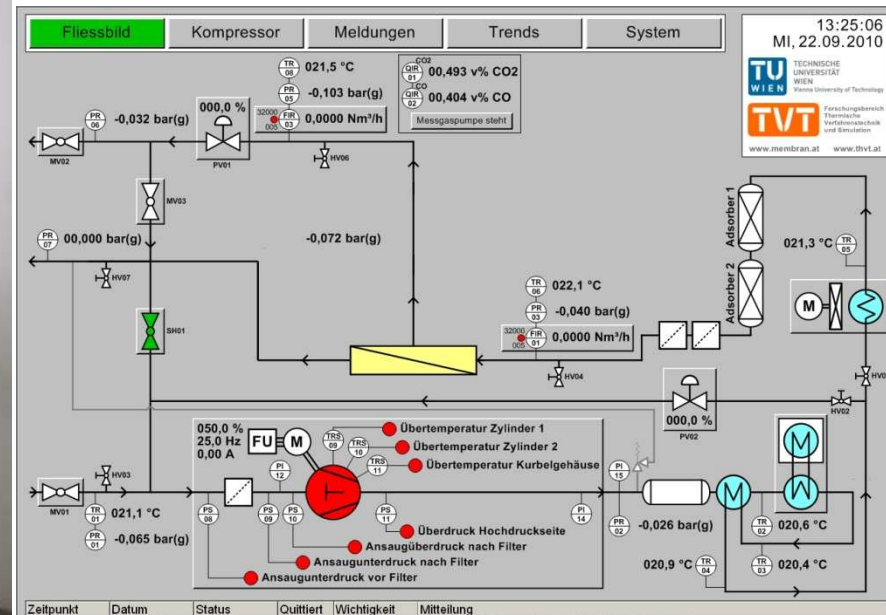 Fliessbild Kompressor Meldungen Trends System
13:25:06
MI, 22.09.2010
TU WIEN
TECHNISCHE
UNIVERSITÄT
WIEN
Vienna University of Technology
TVT
Forschungsbereich
Thermische
Verfahrenstechnik
und Simulation
www.membran.at www.thvt.at
TR 08 021,5 °C
PR 05 -0,103 bar(g)
32000 005 FIR 03 0,0000 Nm³/h
CO2 QIR 01 00,493 v% CO2
CO QIR 02 00,404 v% CO
Messgaspumpe steht
PR 06 -0,032 bar(g)
000,0 %
MV02
PV01
HV06
MV03
PR 07 00,000 bar(g)
HV07
-0,072 bar(g)
Adsorber 1
Adsorber 2
021,3 °C TR 05
M
SH01
TR 06 022,1 °C
PR 03 -0,040 bar(g)
32000 005 FIR 01 0,0000 Nm³/h
HV04
000,0 %
PV02
HV02
050,0 %
25,0 Hz
0,00 A
FU M
TRS 09
TRS 10
TRS 11
Übertemperatur Zylinder 1
Übertemperatur Zylinder 2
Übertemperatur Kurbelgehäuse
HV03
MV01
TR 01 021,1 °C
PR 01 -0,065 bar(g)
PI 12
PS 08
PS 09
PS 10
PS 11
PI 14
PI 15
PR 02 -0,026 bar(g)
Überdruck Hochdruckseite
Ansaugüberdruck nach Filter
Ansaugunterdruck nach Filter
Ansaugunterdruck vor Filter
TR 02 020,6 °C
TR 03 020,4 °C
020,9 °C TR 04
Zeitpunkt Datum Status Quittiert Wichtigkeit Mitteilung